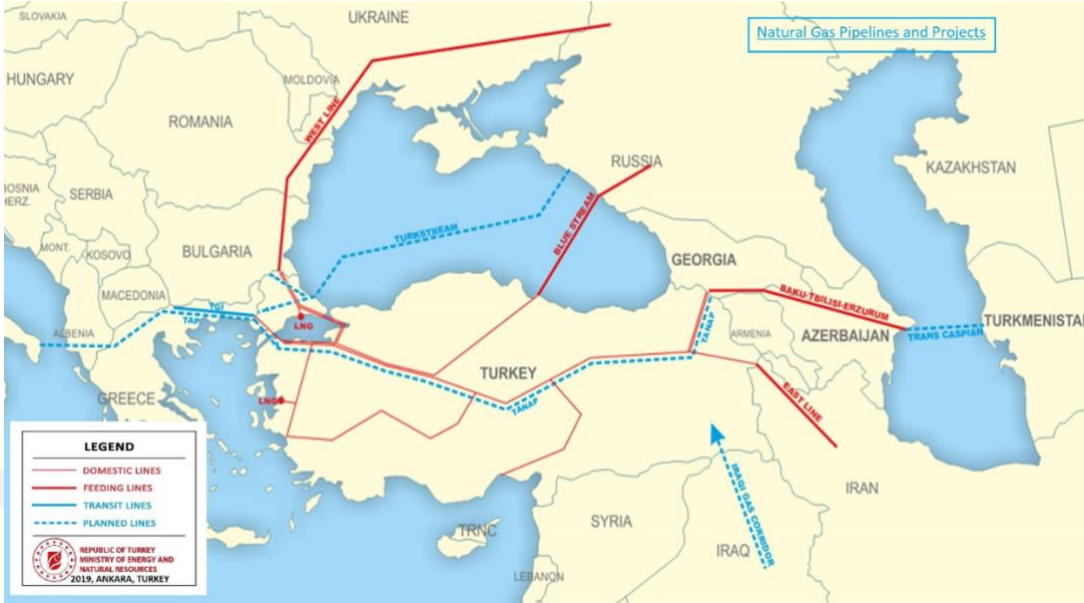 SLOVAKIA
UKRAINE
Natural Gas Pipelines and Projects
HUNGARY
MOLDOVIA
ROMANIA
WEST LINE
RUSSIA
KAZAKHSTAN
BOSNIA
HERZ.
SERBIA
TURKSTREAM
BLUE STREAM
MONT.
KOSOVO
BULGARIA
GEORGIA
MACEDONIA
BAKU-TBILISI-ERZURUM
TGI
TAP
LNG
TANAP
ARMENIA
AZERBAIJAN
TRANS CASPIAN
TURKMENISTAN
ALBENIA
TURKEY
GREECE
LNG
TANAP
EAST LINE
LEGEND
DOMESTIC LINES
FEEDING LINES
TRANSIT LINES
PLANNED LINES
REPUBLIC OF TURKEY
MINISTRY OF ENERGY AND
NATURAL RESOURCES
2019, ANKARA, TURKEY
IRAQI GAS CORRIDOR
IRAN
SYRIA
TRNC
IRAQ
LEBANON